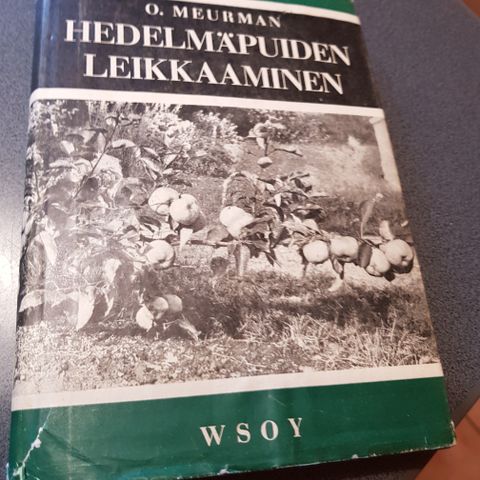 O. MEURMAN
HEDELMÄPUIDEN
LEIKKAAMINEN
WSOY